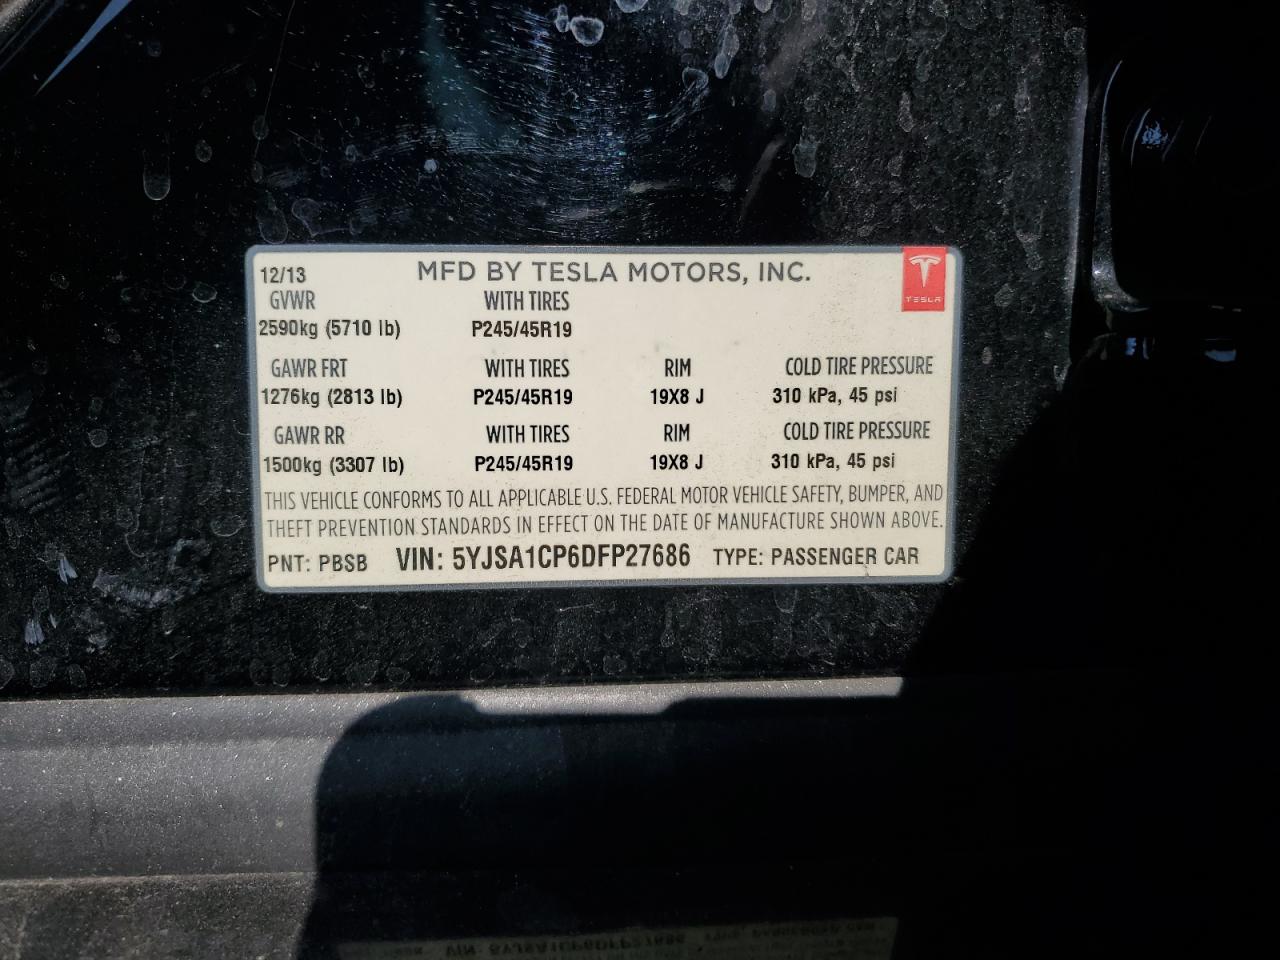 12/13 MFD BY TESLA MOTORS, INC.
TESLA
GVWR WITH TIRES
2590kg (5710 lb) P245/45R19
GAWR FRT WITH TIRES RIM COLD TIRE PRESSURE
1276kg (2813 lb) P245/45R19 19X8 J 310 kPa, 45 psi
GAWR RR WITH TIRES RIM COLD TIRE PRESSURE
1500kg (3307 lb) P245/45R19 19X8 J 310 kPa, 45 psi
THIS VEHICLE CONFORMS TO ALL APPLICABLE U.S. FEDERAL MOTOR VEHICLE SAFETY, BUMPER, AND
THEFT PREVENTION STANDARDS IN EFFECT ON THE DATE OF MANUFACTURE SHOWN ABOVE.
PNT: PBSB VIN: 5YJSA1CP6DFP27686 TYPE: PASSENGER CAR